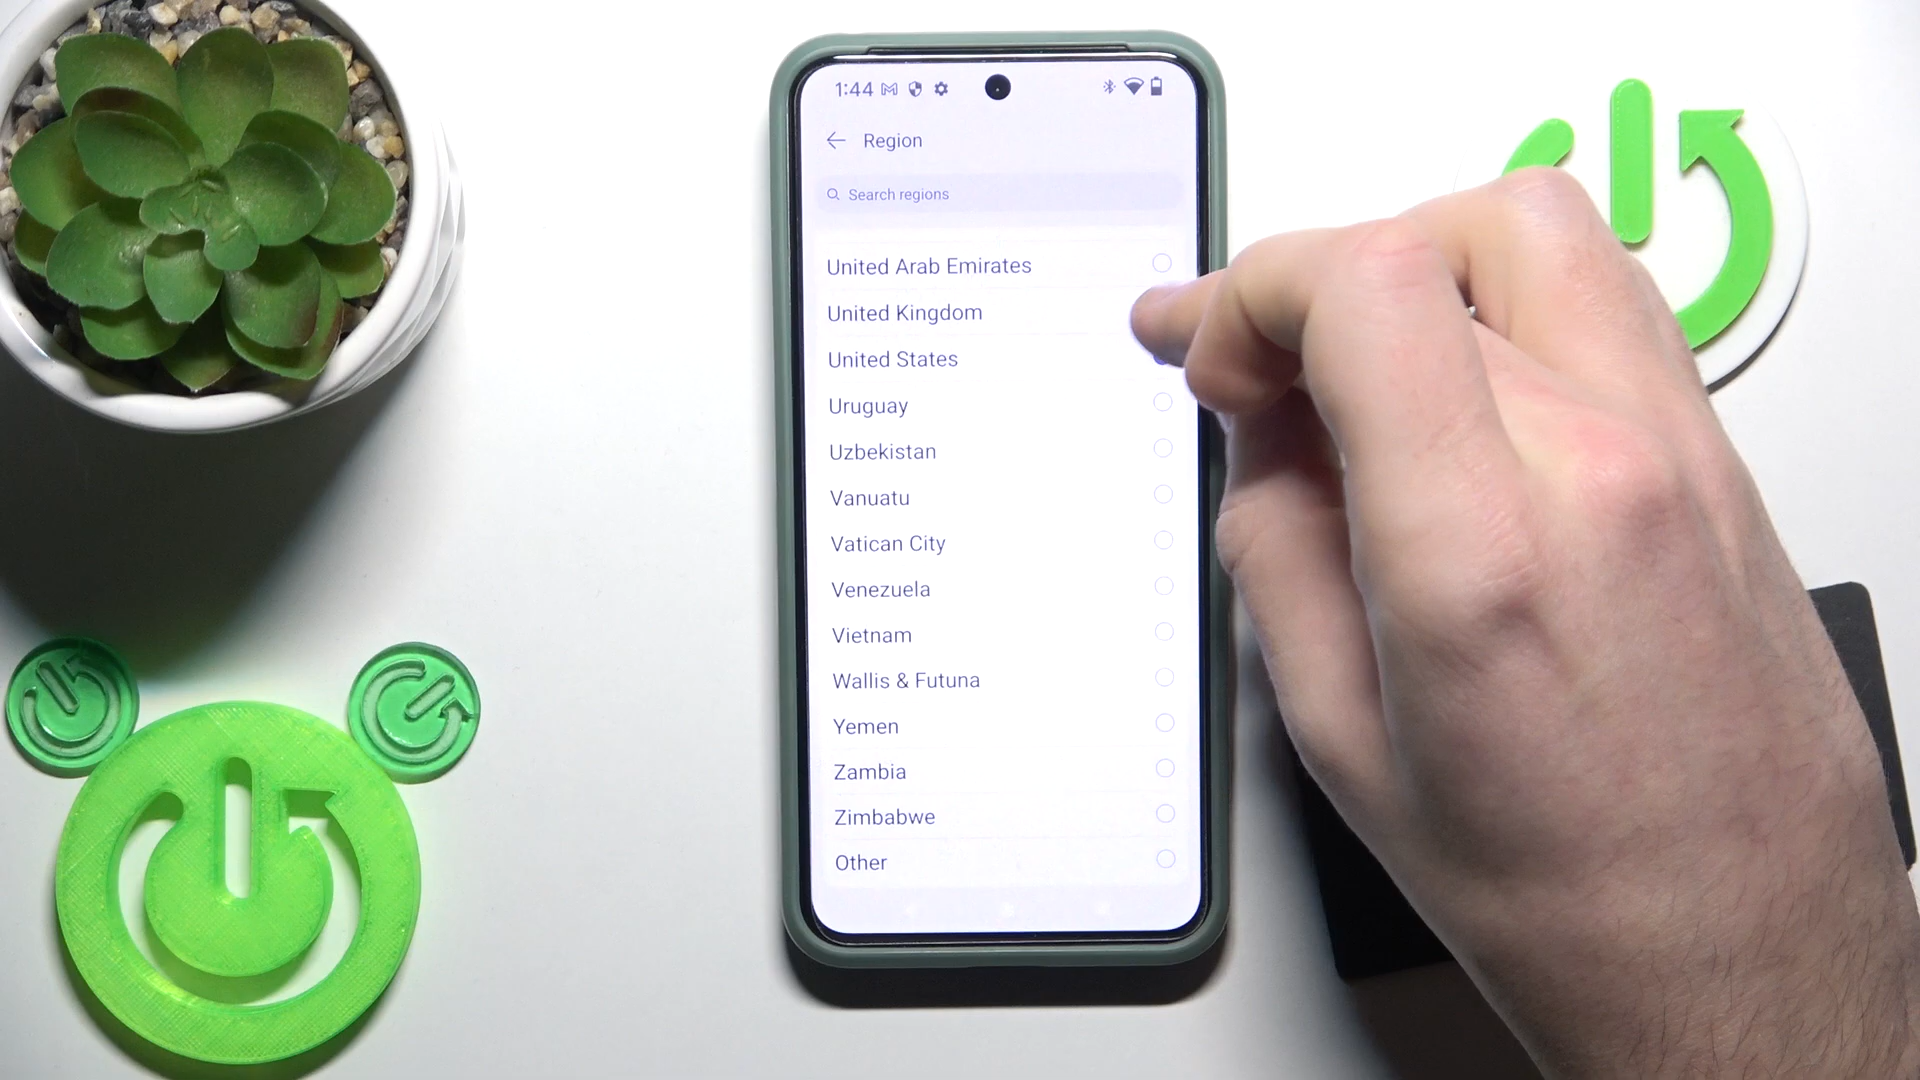 1:44
Region
Search regions
United Arab Emirates
United Kingdom
United States
Uruguay
Uzbekistan
Vanuatu
Vatican City
Venezuela
Vietnam
Wallis & Futuna
Yemen
Zambia
Zimbabwe
Other